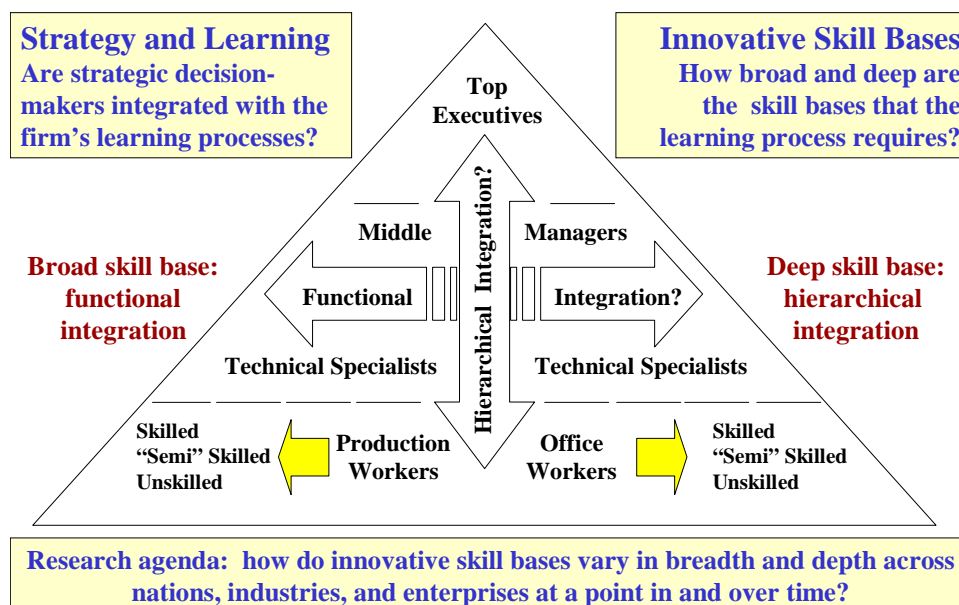 Strategy and Learning
Are strategic decision-
makers integrated with the
firm’s learning processes?
Innovative Skill Bases
How broad and deep are
the skill bases that the
learning process requires?
Top
Executives
Hierarchical Integration?
Middle Managers
Broad skill base:
functional
integration
Functional Integration?
Deep skill base:
hierarchical
integration
Technical Specialists Technical Specialists
Skilled
“Semi” Skilled
Unskilled
Production
Workers
Office
Workers
Skilled
“Semi” Skilled
Unskilled
Research agenda: how do innovative skill bases vary in breadth and depth across
nations, industries, and enterprises at a point in and over time?